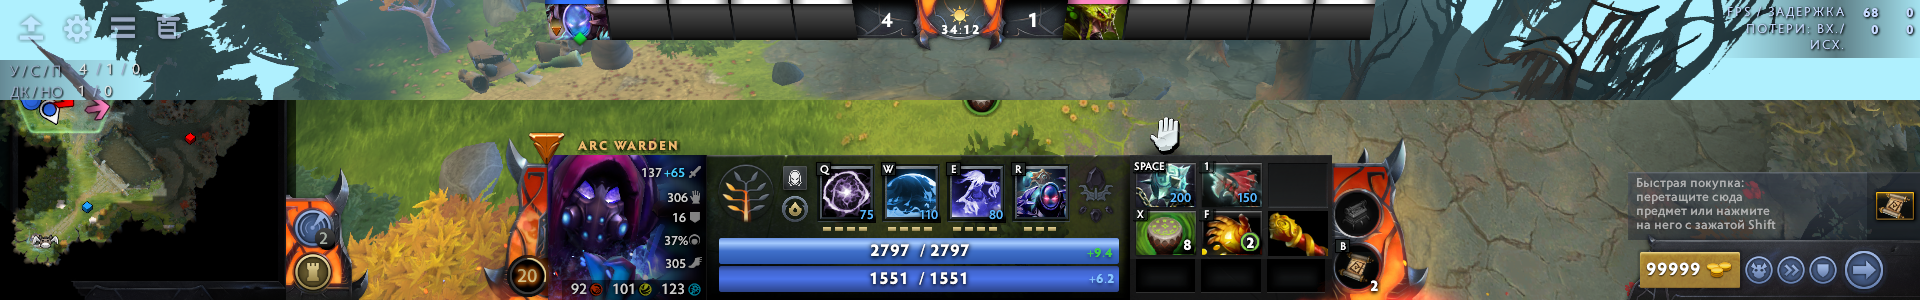 4
34:12
1
FPS / ЗАДЕРЖКА 68 0
ПОТЕРИ: ВХ./ 0 0
ИСХ.
У/С/П 4 / 1 / 0
ДК/НО 1 / 0
ARC WARDEN
137 +65
306
16
37%
305
92 101 123
20
2
Q 75
W 110
E 80
R
2797 / 2797 +9.4
1551 / 1551 +6.2
SPACE 200
1 150
X 8
F 2
B 2
Быстрая покупка:
перетащите сюда
предмет или нажмите
на него с зажатой Shift
99999